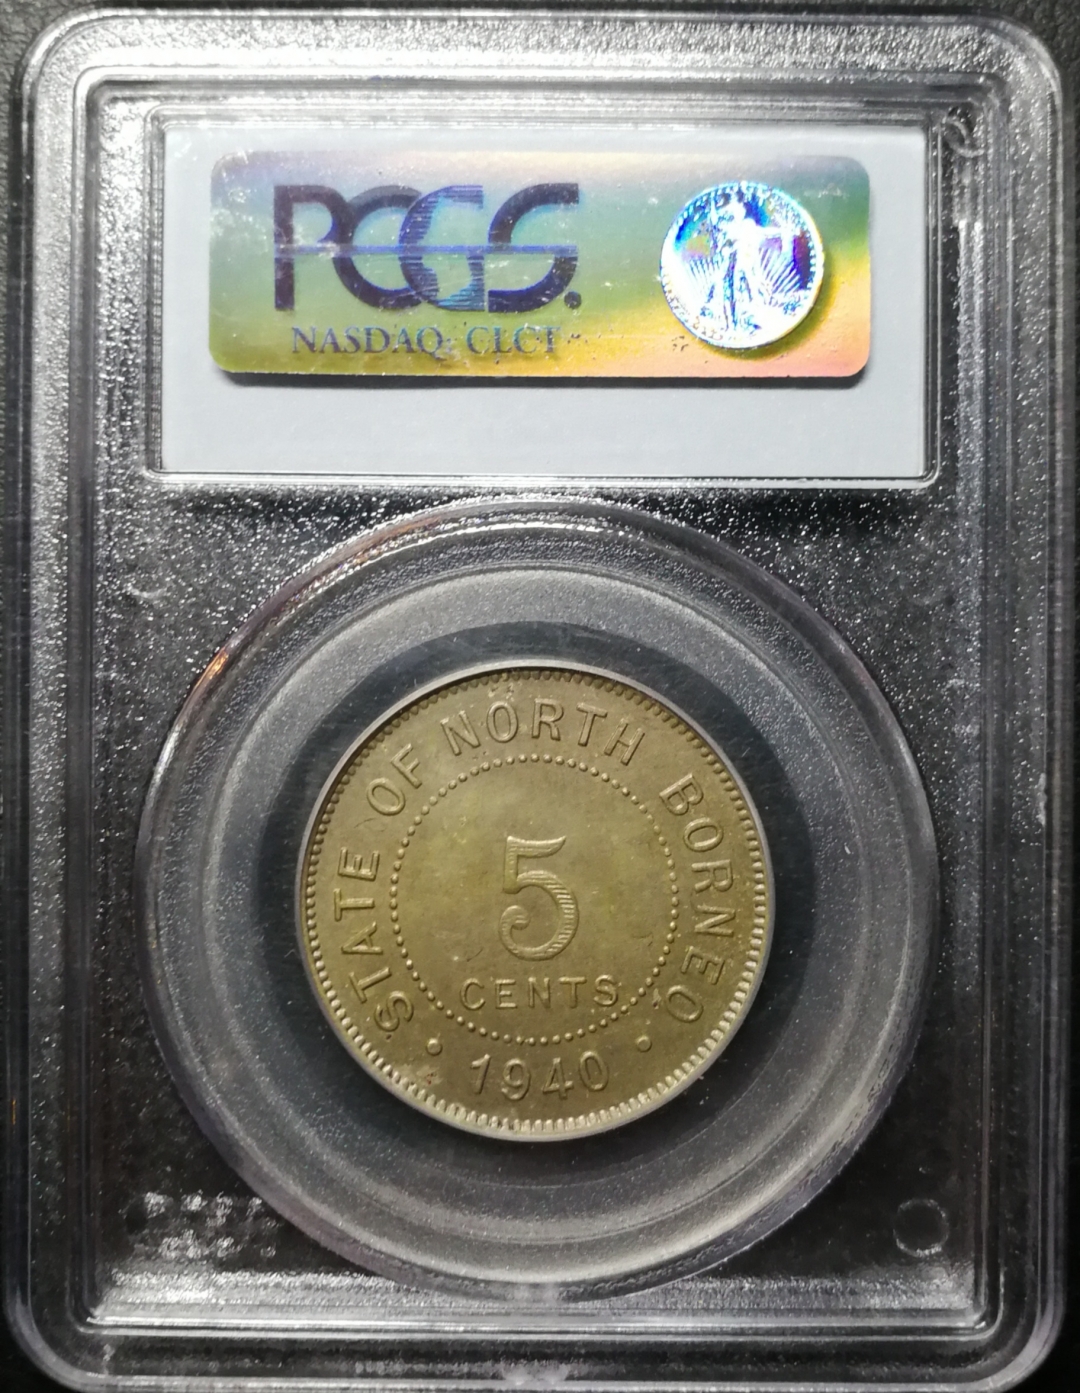 PCGS.
NASDAQ: CLCT
STATE OF NORTH BORNEO
5
CENTS
• 1940 •